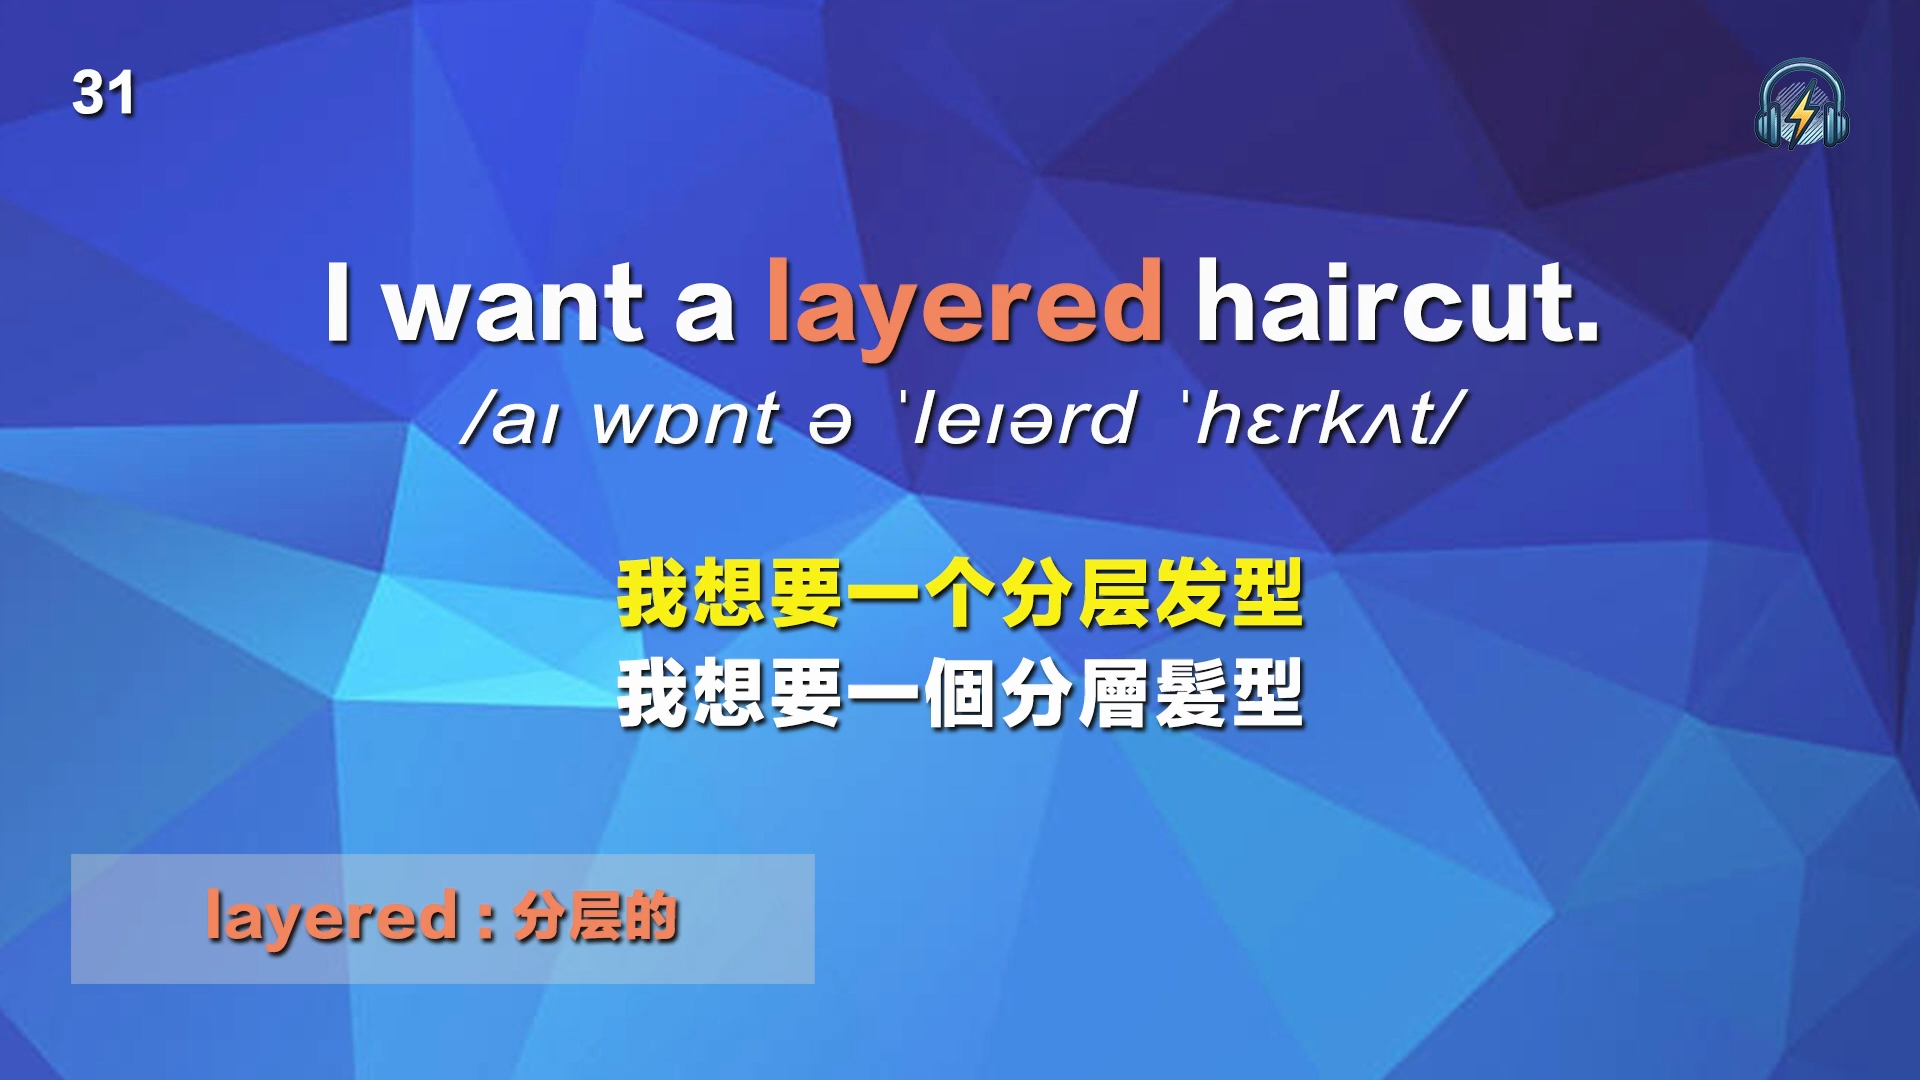 31
I want a layered haircut.
/aɪ wɒnt ə ˈleɪərd ˈhɛrkʌt/
我想要一个分层发型
我想要一個分層髪型
layered : 分层的